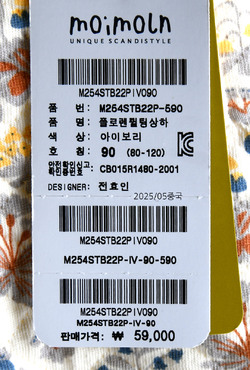 moimoln
UNIQUE SCANDISTYLE
M254STB22PIV090
품 번: M254STB22P-590
품 명: 플로렌퀼팅상하
색 상: 아이보리
호 칭: 90 (80-120)
안전확인신고
확인증번호: CB015R1480-2001
DESIGNER: 전효인
2025/05중국
M254STB22PIV090
M254STB22P-IV-90-590
M254STB22PIV090
M254STB22P-IV-90
판매가격: ₩ 59,000